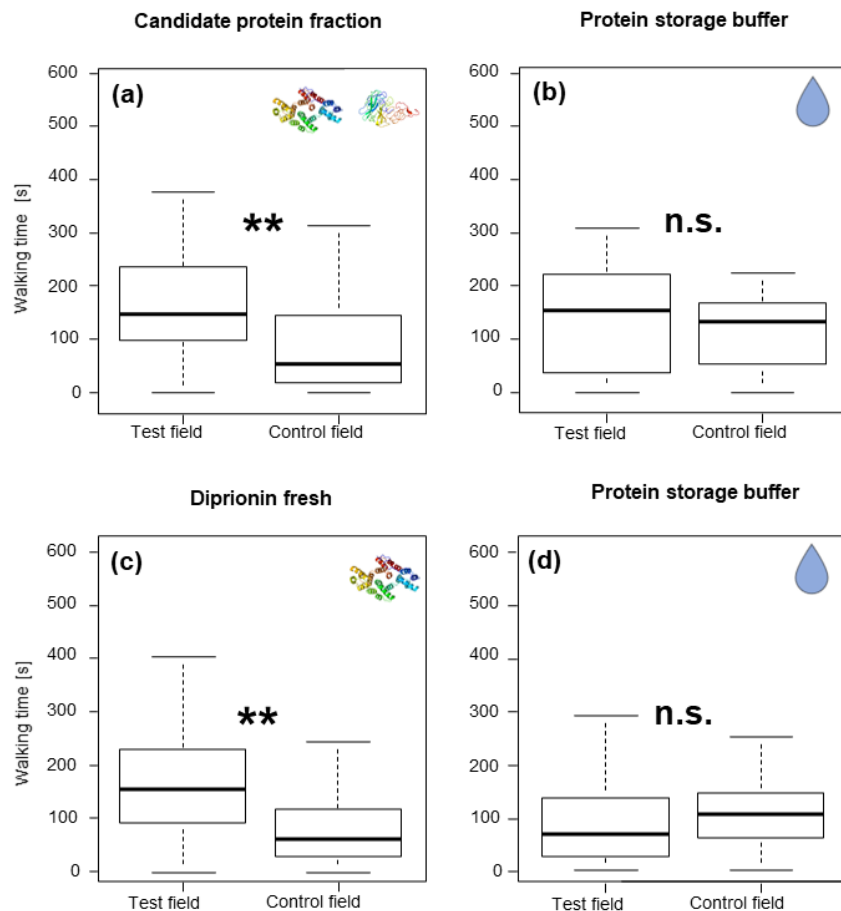 Candidate protein fraction
Protein storage buffer
(a)
600
500
400
300
200
100
0
Walking time [s]
**
Test field
Control field
(b)
600
500
400
300
200
100
0
n.s.
Test field
Control field
Diprionin fresh
Protein storage buffer
(c)
600
500
400
300
200
100
0
Walking time [s]
**
Test field
Control field
(d)
600
500
400
300
200
100
0
n.s.
Test field
Control field